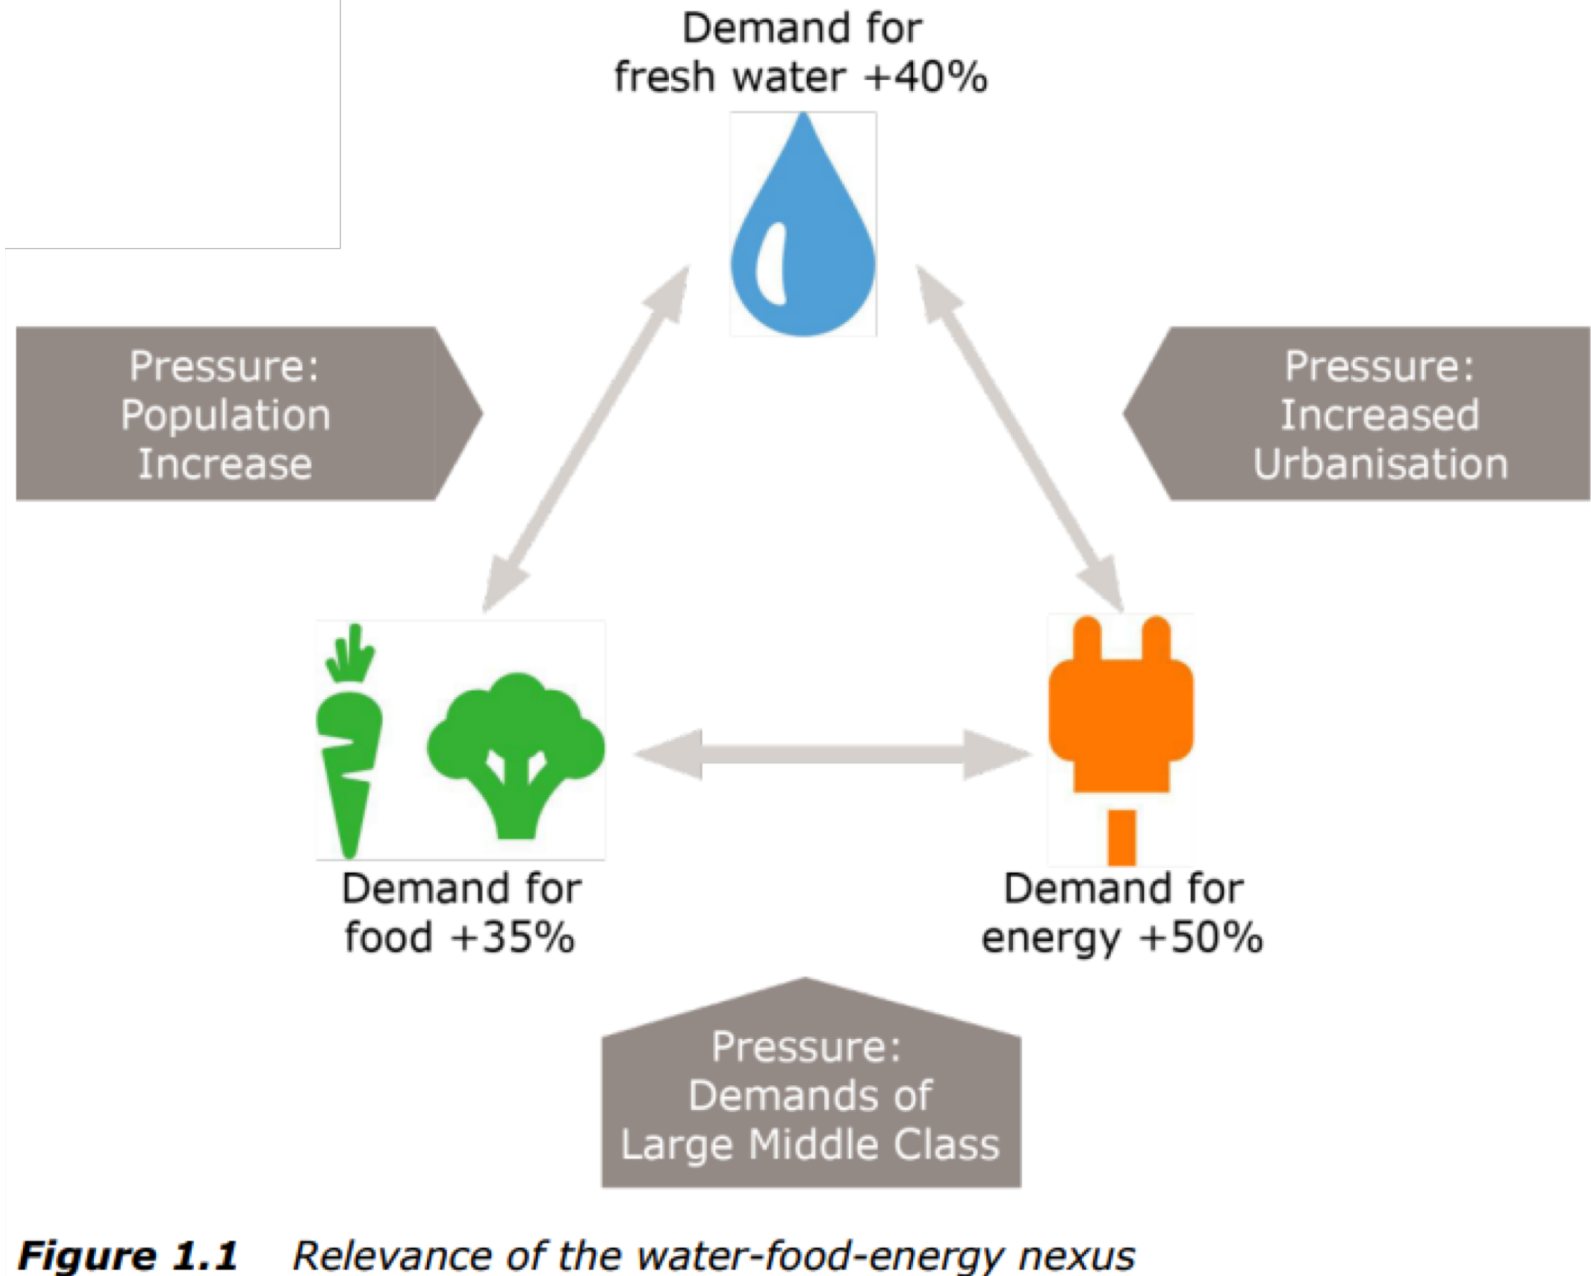 Demand for
fresh water +40%
Pressure:
Population
Increase
Pressure:
Increased
Urbanisation
Demand for
food +35%
Demand for
energy +50%
Pressure:
Demands of
Large Middle Class
Figure 1.1 Relevance of the water-food-energy nexus